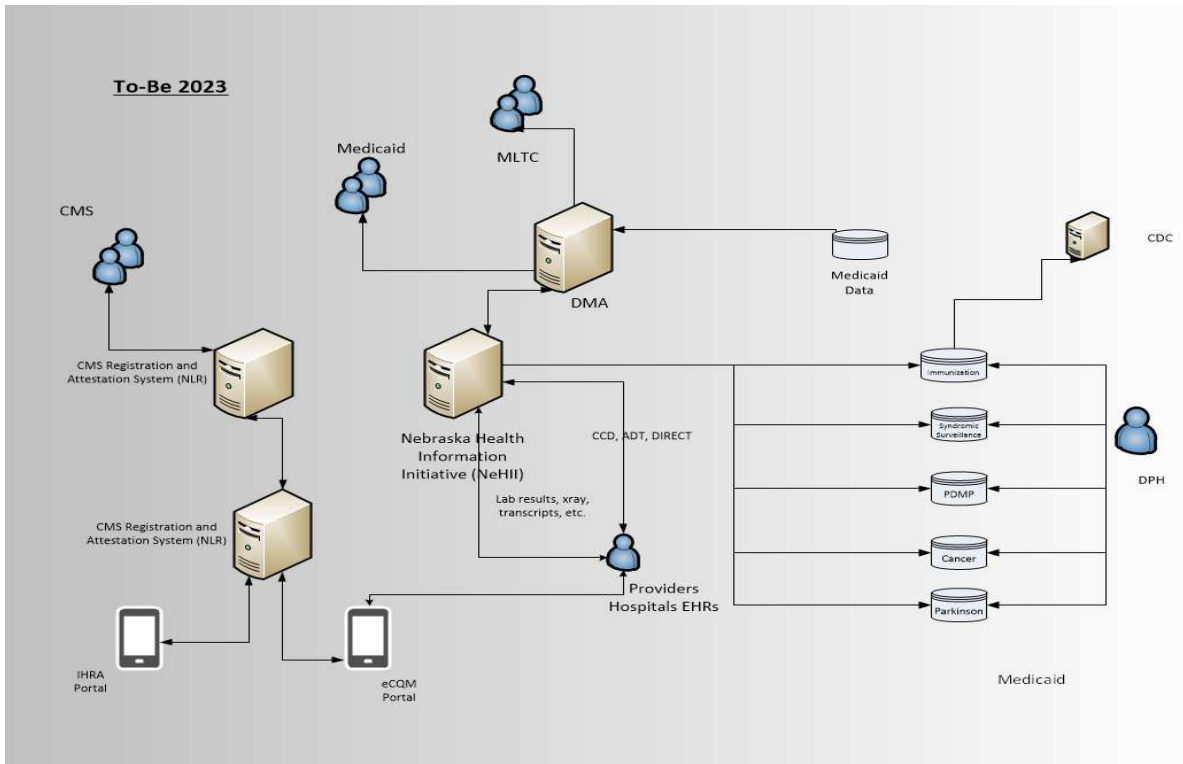 To-Be 2023
MLTC
Medicaid
CMS
CDC
Medicaid
Data
DMA
CMS Registration and
Attestation System (NLR)
Immunization
Nebraska Health
Information
Initiative (NeHII)
CCD, ADT, DIRECT
Syndromic
Surveillance
DPH
PDMP
Lab results, xray,
transcripts, etc.
CMS Registration and
Attestation System (NLR)
Cancer
Providers
Hospitals EHRs
Parkinson
IHRA
Portal
eCQM
Portal
Medicaid